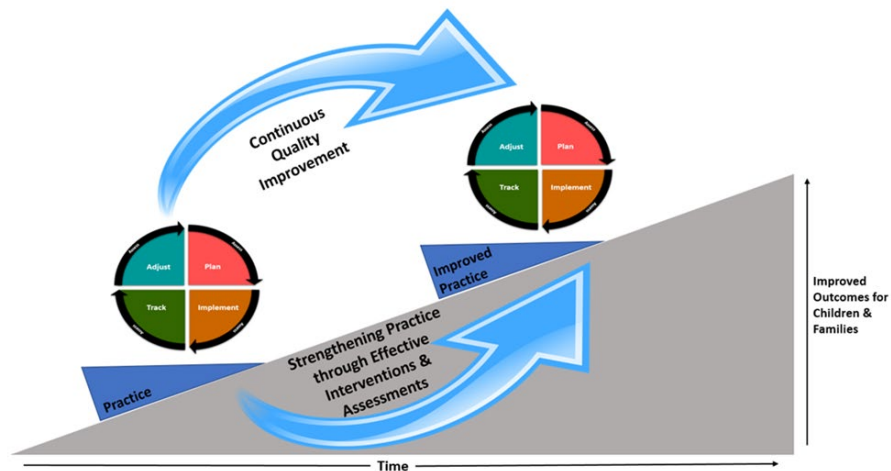 Continuous
Quality
Improvement
Adjust
Plan
Track
Implement
Adjust
Plan
Track
Implement
Improved
Practice
Improved
Outcomes for
Children &
Families
Strengthening Practice
through Effective
Interventions &
Assessments
Practice
Time